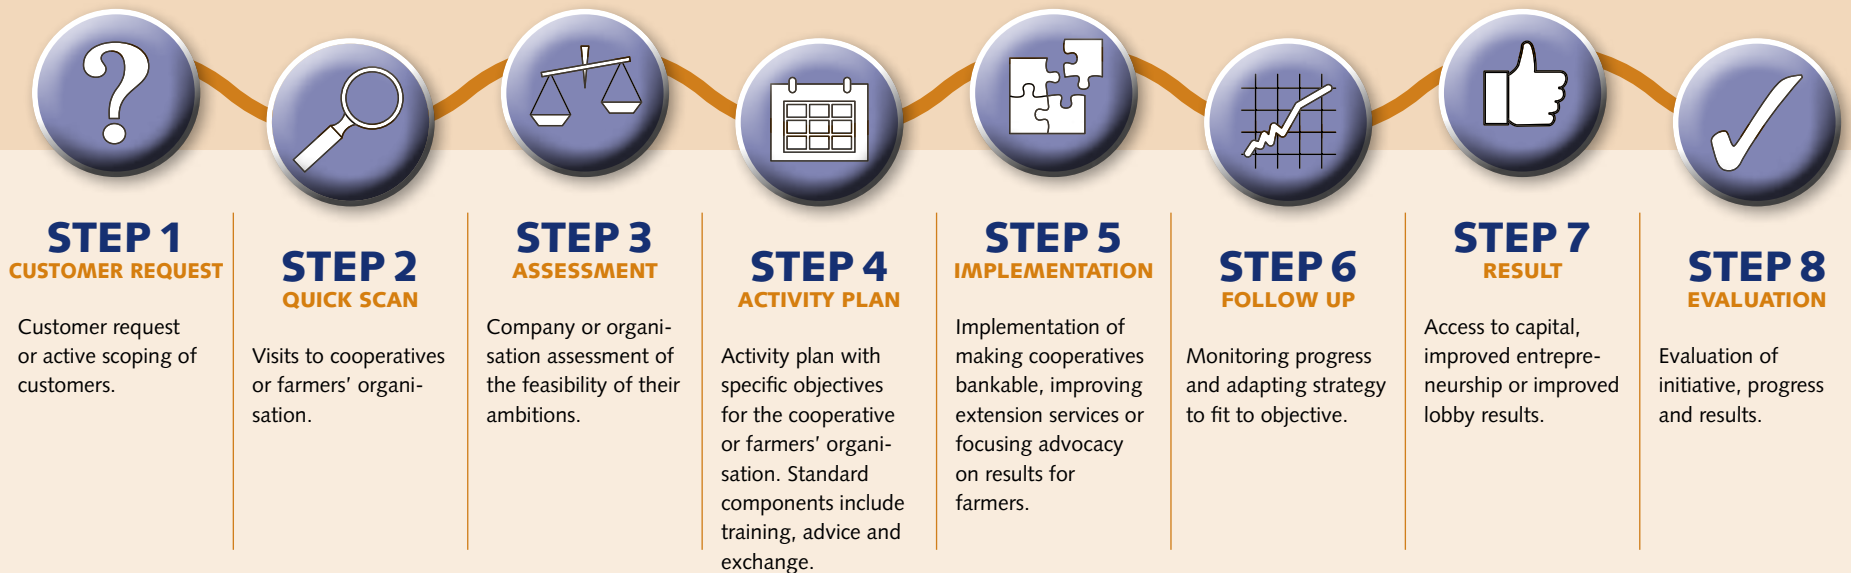 STEP 1
CUSTOMER REQUEST
Customer request
or active scoping of
customers.
STEP 2
QUICK SCAN
Visits to cooperatives
or farmers’ organi-
sation.
STEP 3
ASSESSMENT
Company or organi-
sation assessment of
the feasibility of their
ambitions.
STEP 4
ACTIVITY PLAN
Activity plan with
specific objectives
for the cooperative
or farmers’ organi-
sation. Standard
components include
training, advice and
exchange.
STEP 5
IMPLEMENTATION
Implementation of
making cooperatives
bankable, improving
extension services or
focusing advocacy
on results for
farmers.
STEP 6
FOLLOW UP
Monitoring progress
and adapting strategy
to fit to objective.
STEP 7
RESULT
Access to capital,
improved entrepre-
neurship or improved
lobby results.
STEP 8
EVALUATION
Evaluation of
initiative, progress
and results.